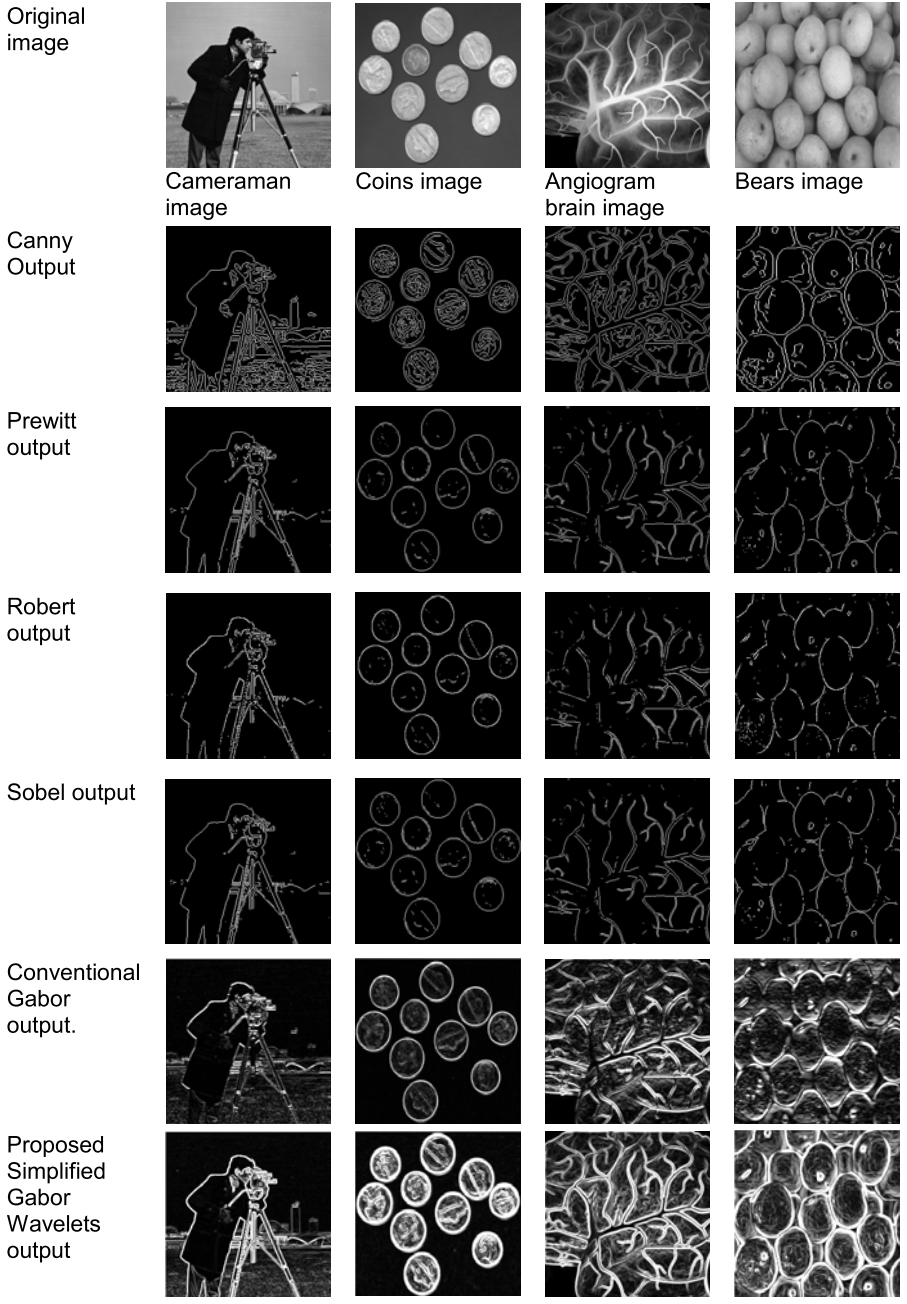 Original
image
Cameraman
image
Coins image
Angiogram
brain image
Bears image
Canny
Output
Prewitt
output
Robert
output
Sobel output
Conventional
Gabor
output.
Proposed
Simplified
Gabor
Wavelets
output